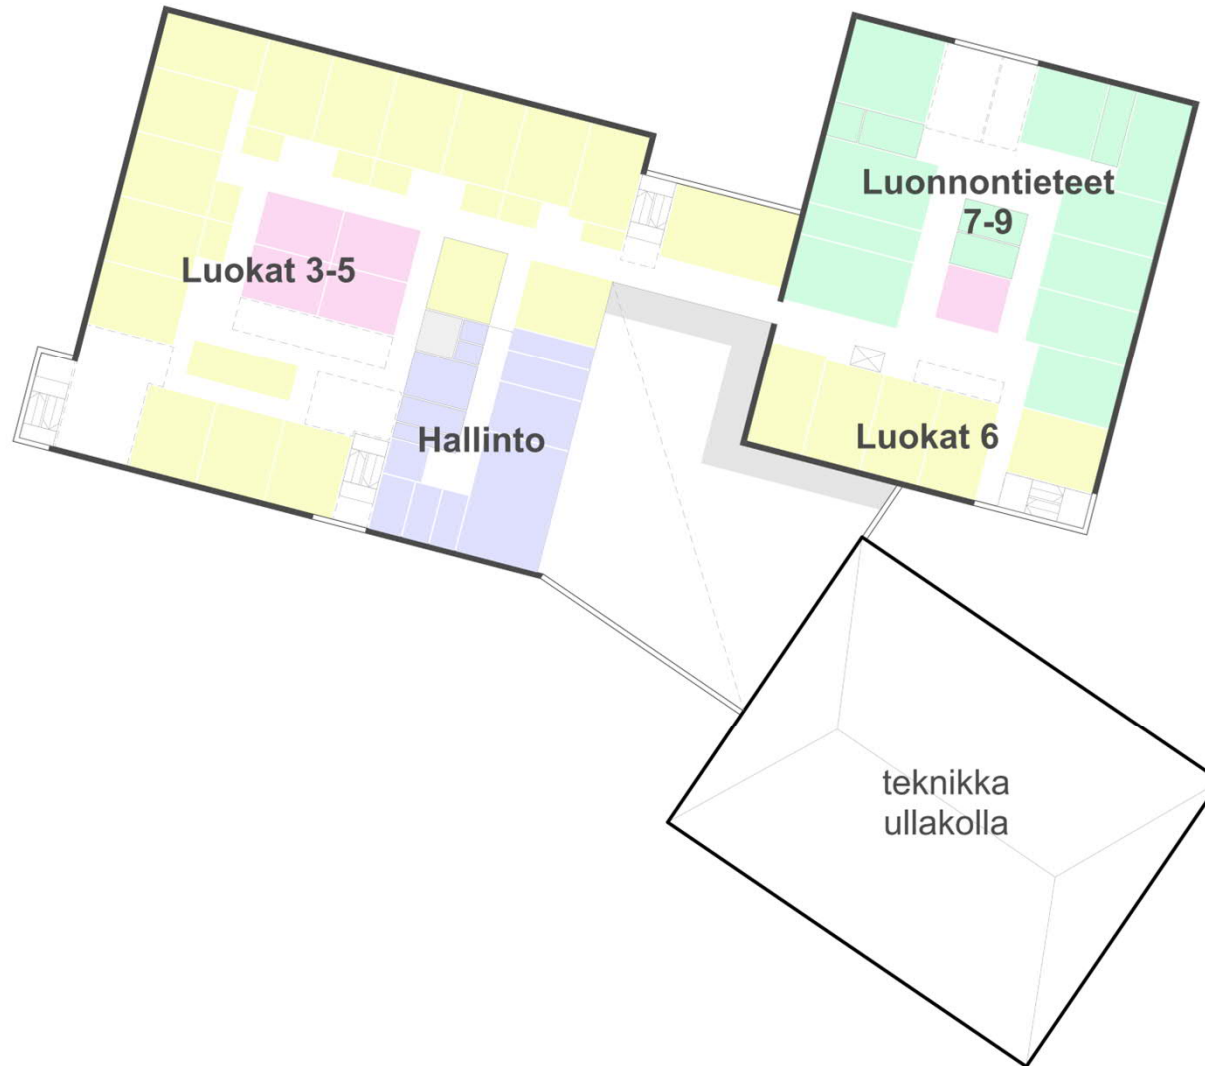 Luonnontieteet
7-9
Luokat 3-5
Hallinto
Luokat 6
teknikka
ullakolla